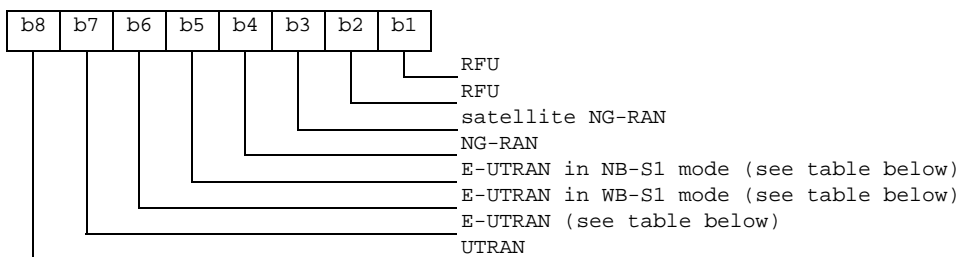 b8 b7 b6 b5 b4 b3 b2 b1
RFU
RFU
satellite NG-RAN
NG-RAN
E-UTRAN in NB-S1 mode (see table below)
E-UTRAN in WB-S1 mode (see table below)
E-UTRAN (see table below)
UTRAN